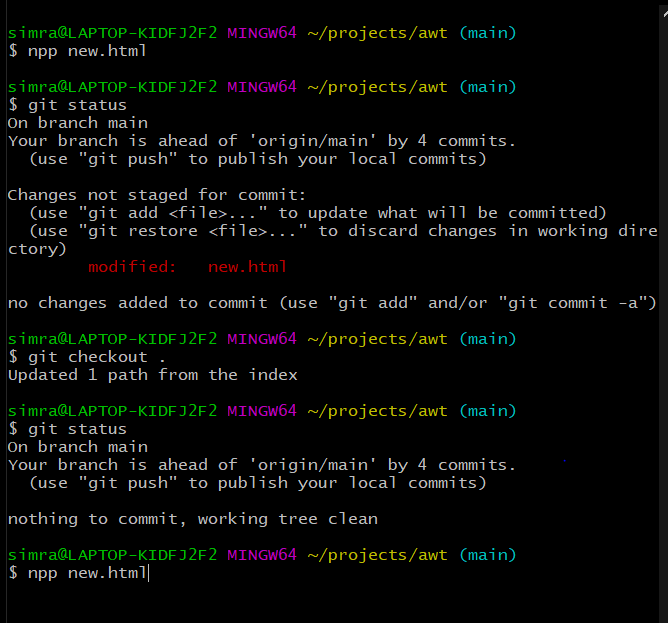 simra@LAPTOP-KIDFJ2F2 MINGW64 ~/projects/awt (main)
$ npp new.html
simra@LAPTOP-KIDFJ2F2 MINGW64 ~/projects/awt (main)
$ git status
On branch main
Your branch is ahead of 'origin/main' by 4 commits.
  (use "git push" to publish your local commits)
Changes not staged for commit:
  (use "git add <file>..." to update what will be committed)
  (use "git restore <file>..." to discard changes in working dire
ctory)
        modified:   new.html
no changes added to commit (use "git add" and/or "git commit -a")
simra@LAPTOP-KIDFJ2F2 MINGW64 ~/projects/awt (main)
$ git checkout .
Updated 1 path from the index
simra@LAPTOP-KIDFJ2F2 MINGW64 ~/projects/awt (main)
$ git status
On branch main
Your branch is ahead of 'origin/main' by 4 commits.
  (use "git push" to publish your local commits)
nothing to commit, working tree clean
simra@LAPTOP-KIDFJ2F2 MINGW64 ~/projects/awt (main)
$ npp new.html